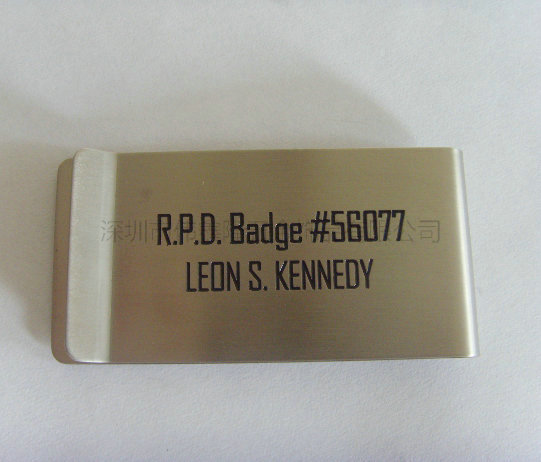 R.P.D. Badge #56077
LEON S. KENNEDY